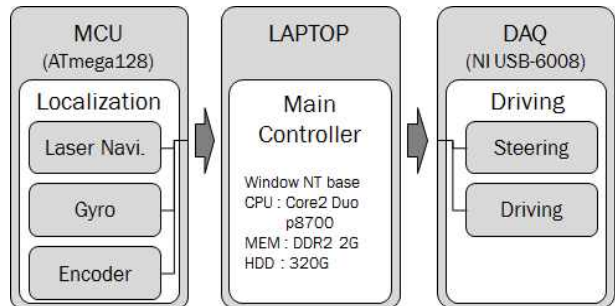 MCU
(ATmega128)
Localization
Laser Navi.
Gyro
Encoder
LAPTOP
Main
Controller
Window NT base
CPU : Core2 Duo
p8700
MEM : DDR2 2G
HDD : 320G
DAQ
(NI USB-6008)
Driving
Steering
Driving